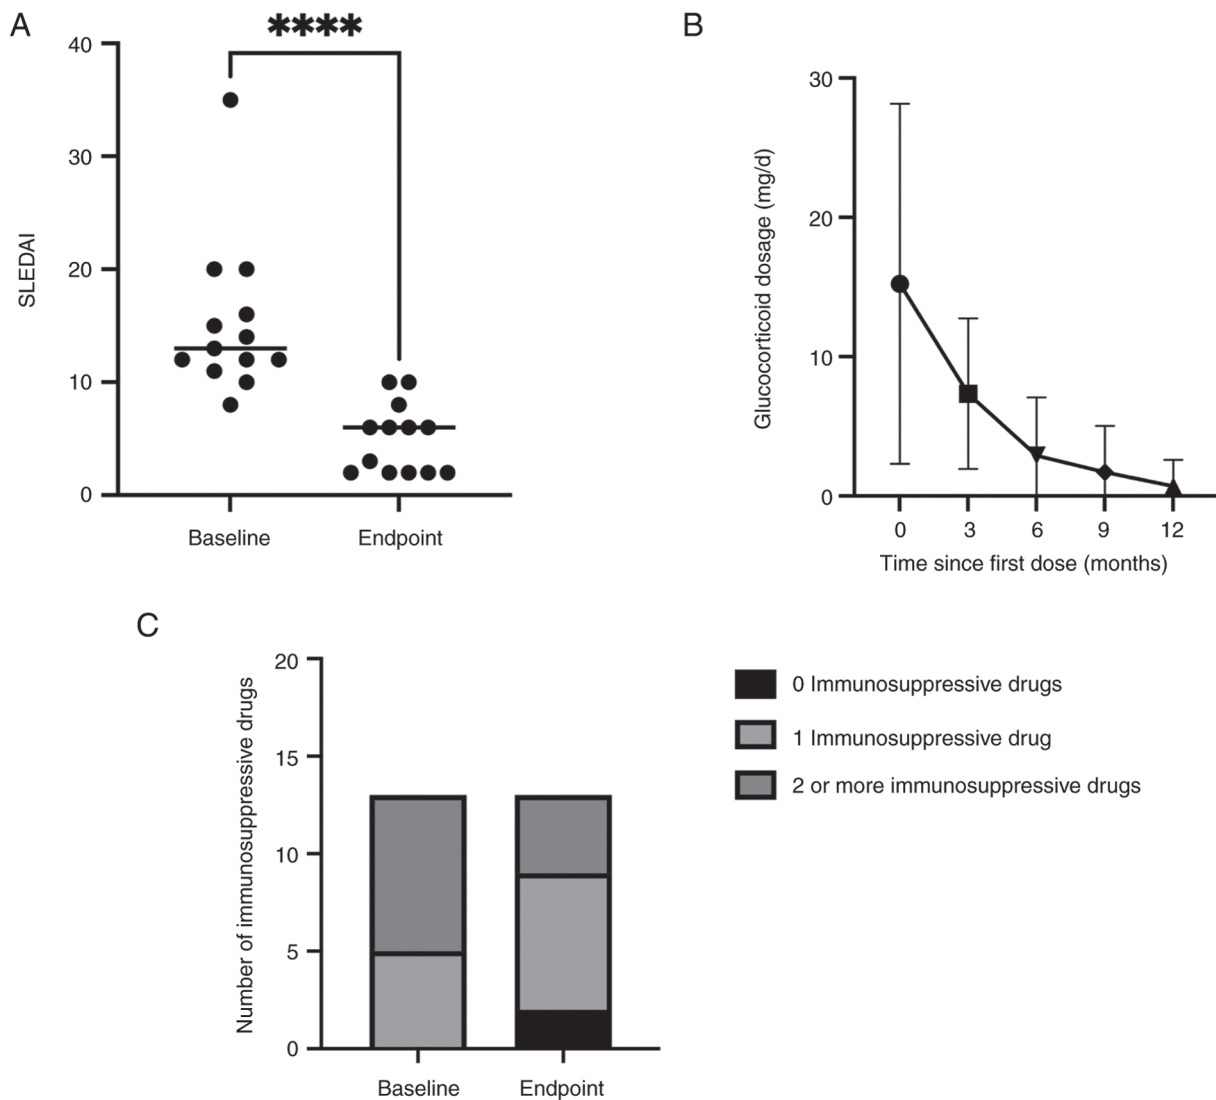 A
****
40
30
20
10
0
SLEDAI
Baseline Endpoint
B
30
20
10
0
Glucocorticoid dosage (mg/d)
0 3 6 9 12
Time since first dose (months)
C
20
15
10
5
0
Number of immunosuppressive drugs
Baseline Endpoint
0 Immunosuppressive drugs
1 Immunosuppressive drug
2 or more immunosuppressive drugs